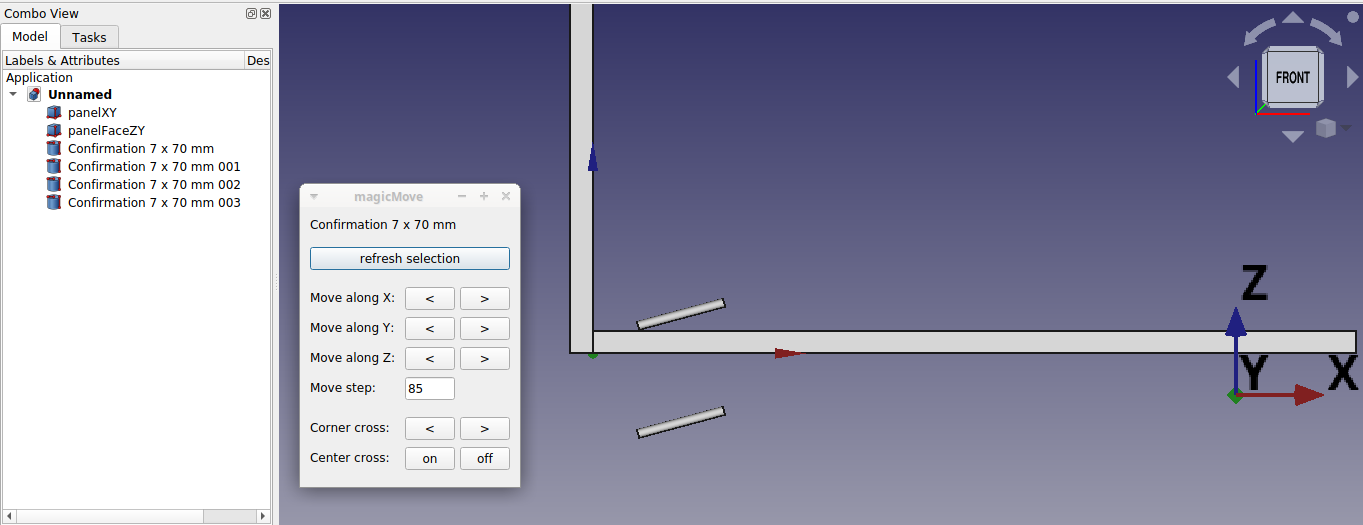 Combo View
Model
Tasks
Labels & Attributes
Des
Application
Unnamed
panelXY
panelFaceZY
Confirmation 7 x 70 mm
Confirmation 7 x 70 mm 001
Confirmation 7 x 70 mm 002
Confirmation 7 x 70 mm 003
magicMove
Confirmation 7 x 70 mm
refresh selection
Move along X: < >
Move along Y: < >
Move along Z: < >
Move step: 85
Corner cross: < >
Center cross: on off
FRONT
Z
Y
X